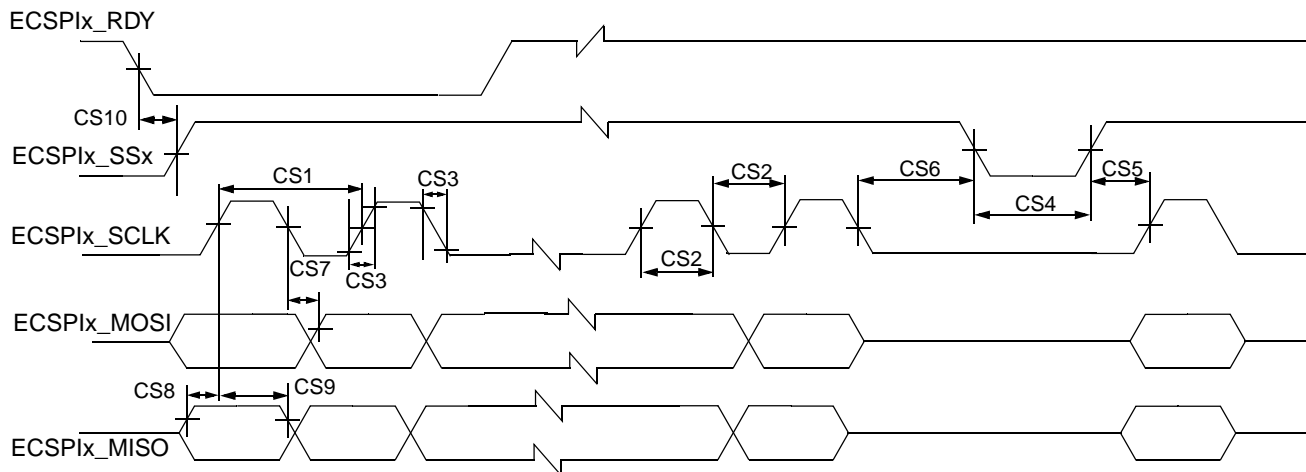 ECSPIx_RDY
CS10
ECSPIx_SSx
CS1
CS3
CS2
CS6
CS5
CS4
ECSPIx_SCLK
CS7
CS3
CS2
ECSPIx_MOSI
CS8
CS9
ECSPIx_MISO